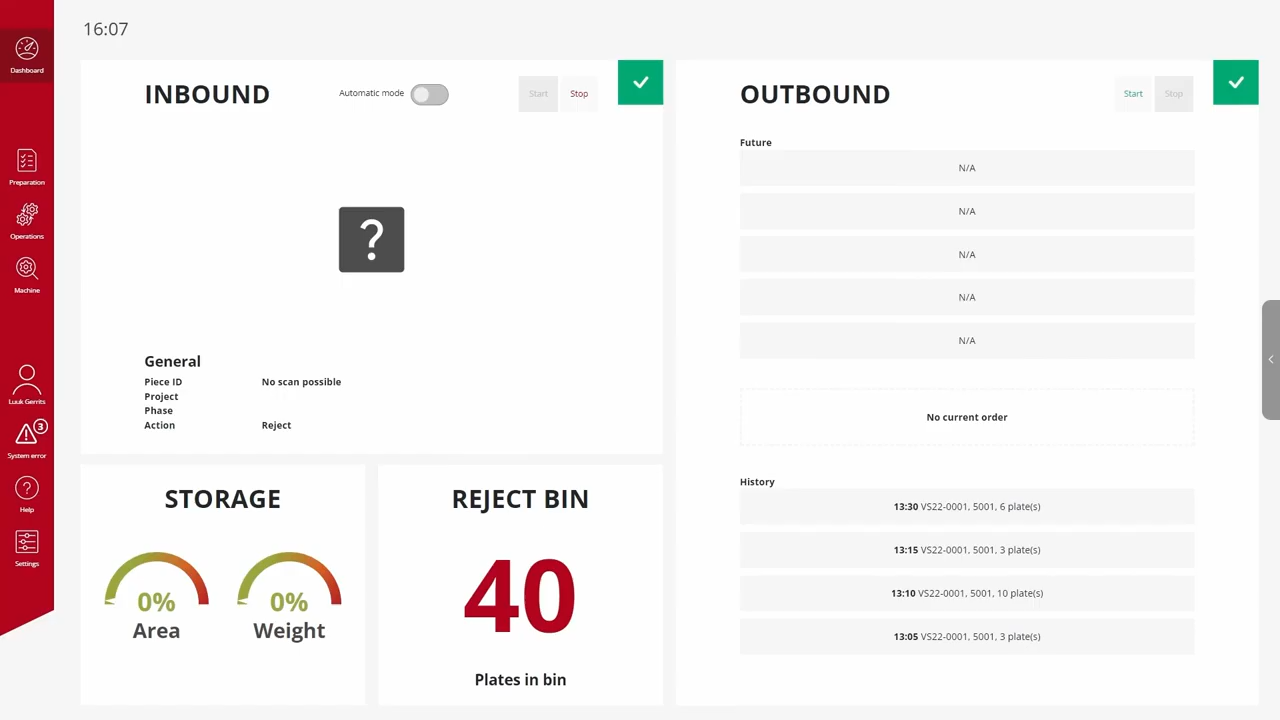 16:07
Dashboard
Preparation
Operations
Machine
Luuk Gerrits
3
System error
?
Help
Settings
INBOUND
Automatic mode
Start
Stop
?
General
Piece ID No scan possible
Project
Phase
Action Reject
STORAGE
0% 0%
Area Weight
REJECT BIN
40
Plates in bin
OUTBOUND
Start
Stop
Future
N/A
N/A
N/A
N/A
N/A
No current order
History
13:30 VS22-0001, 5001, 6 plate(s)
13:15 VS22-0001, 5001, 3 plate(s)
13:10 VS22-0001, 5001, 10 plate(s)
13:05 VS22-0001, 5001, 3 plate(s)